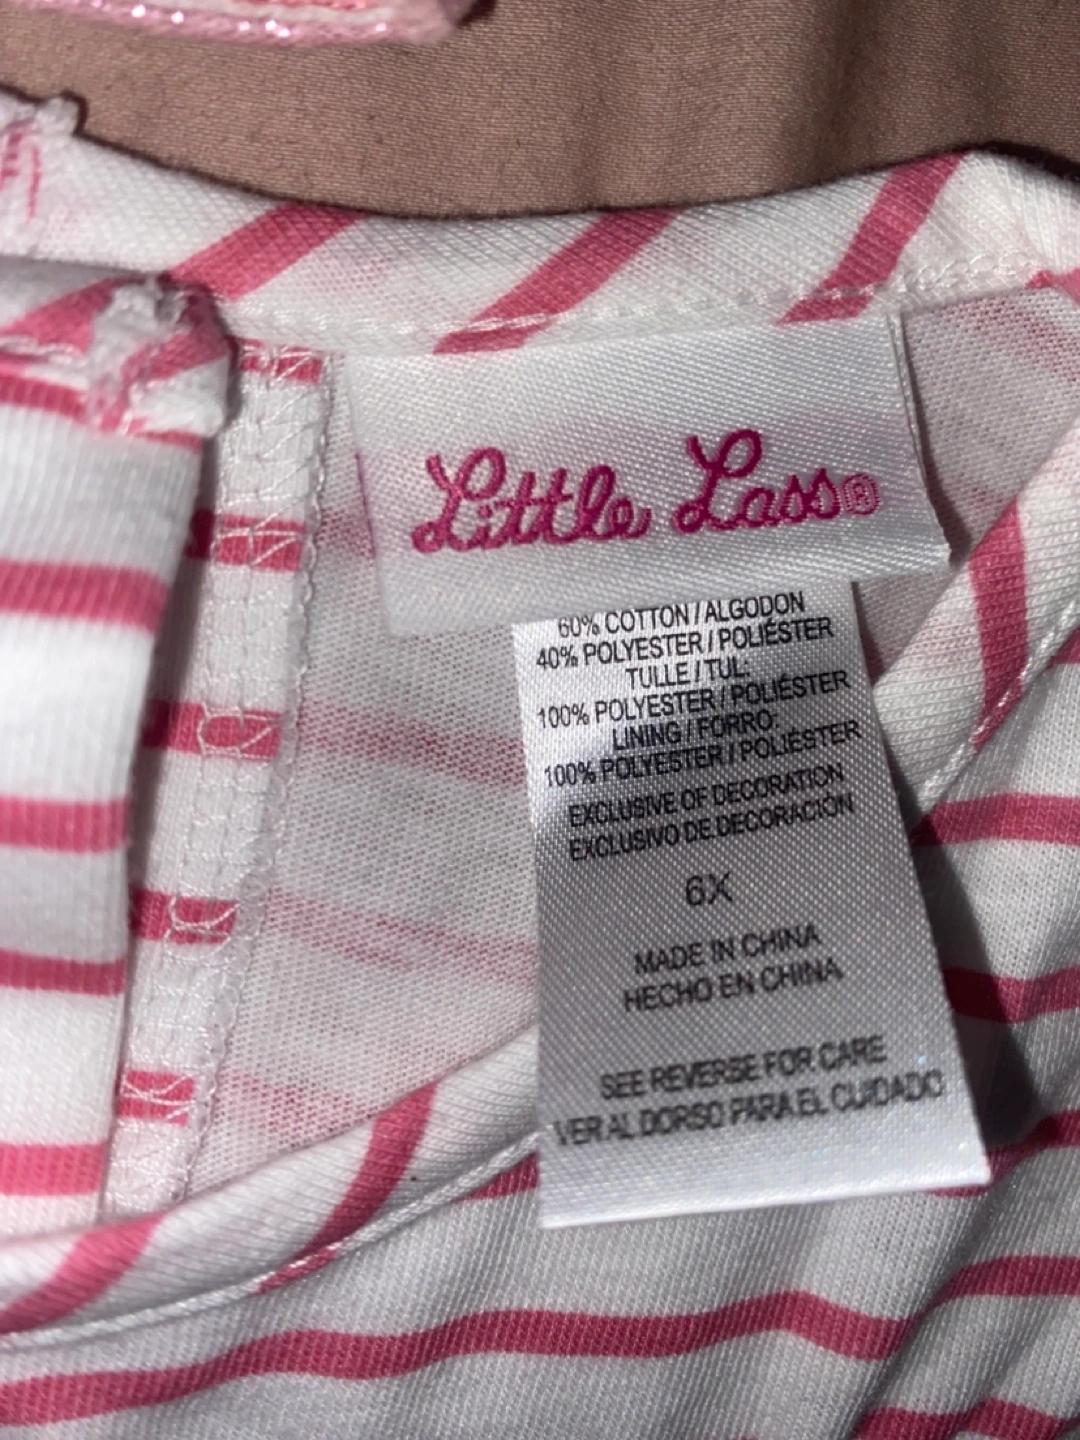 Little Lass®
60% COTTON / ALGODON
40% POLYESTER / POLIÉSTER
TULLE / TUL:
100% POLYESTER / POLIÉSTER
LINING / FORRO:
100% POLYESTER / POLIÉSTER
EXCLUSIVE OF DECORATION
EXCLUSIVO DE DECORACIÓN
6X
MADE IN CHINA
HECHO EN CHINA
SEE REVERSE FOR CARE
VER AL DORSO PARA EL CUIDADO